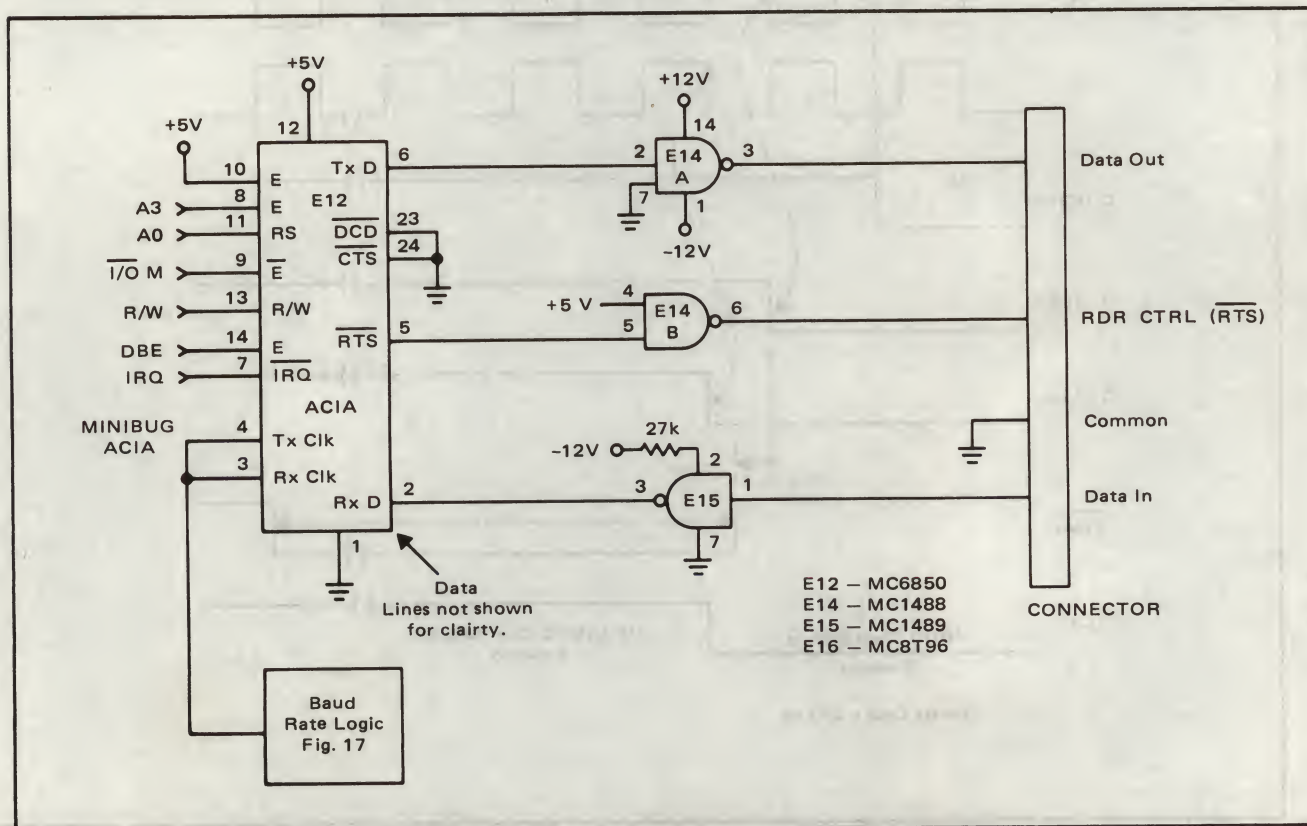 +5V
+5V
12
10
E
Tx D
6
A3
8
E
E12
A0
11
RS
DCD
23
CTS
24
I/O M
9
E
R/W
13
R/W
DBE
14
E
RTS
5
IRQ
7
IRQ
MINIBUG
ACIA
ACIA
4
Tx Clk
3
Rx Clk
Rx D
2
1
Data
Lines not shown
for clairty.
Baud
Rate Logic
Fig. 17
+12V
14
2
E14
A
3
7
1
-12V
+5 V
4
E14
B
6
5
27k
-12V
2
3
E15
1
7
Data Out
RDR CTRL (RTS)
Common
Data In
CONNECTOR
E12 – MC6850
E14 – MC1488
E15 – MC1489
E16 – MC8T96